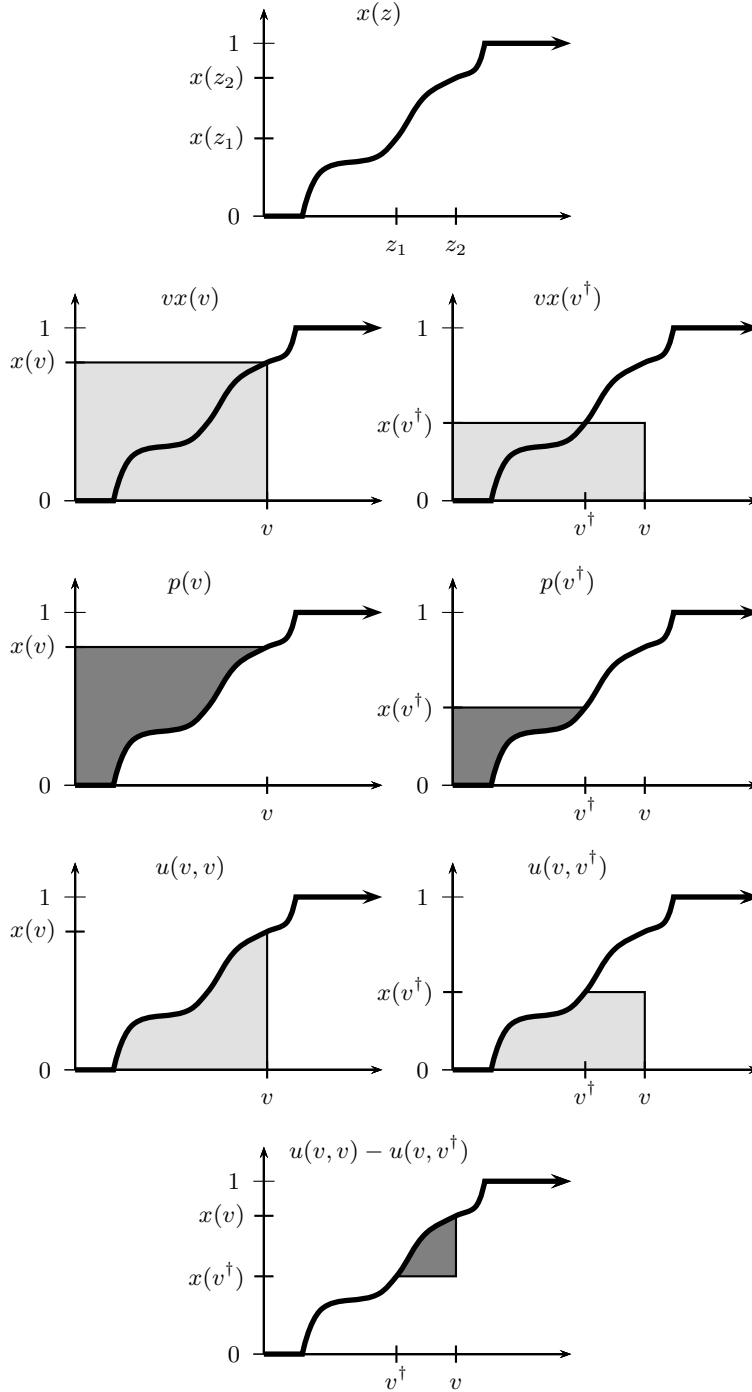 x(z)
1
x(z₂)
x(z₁)
0
z₁ z₂
vx(v)
1
x(v)
0
v
vx(v†)
1
x(v†)
0
v† v
p(v)
1
x(v)
0
v
p(v†)
1
x(v†)
0
v† v
u(v, v)
1
x(v)
0
v
u(v, v†)
1
x(v†)
0
v† v
u(v, v) − u(v, v†)
1
x(v)
x(v†)
0
v† v